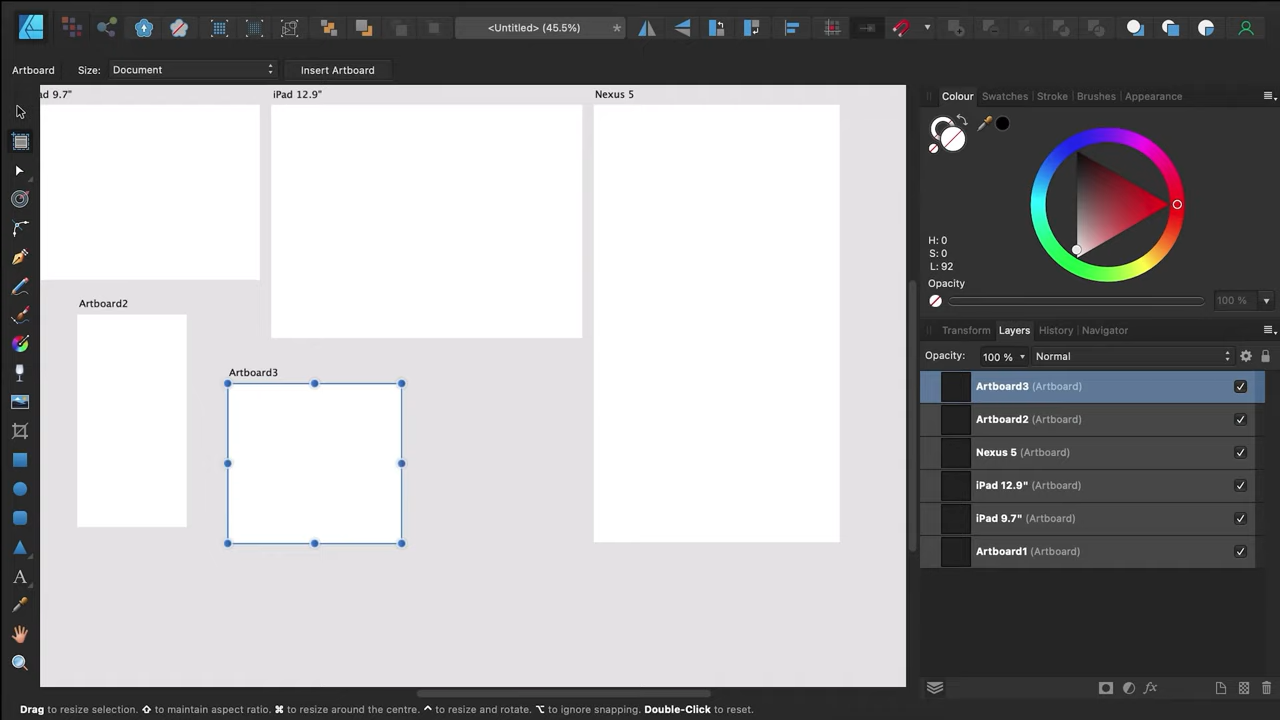 <Untitled> (45.5%)
Artboard Size: Document Insert Artboard
d 9.7"
iPad 12.9"
Nexus 5
Artboard2
Artboard3
Colour Swatches Stroke Brushes Appearance
H: 0
S: 0
L: 92
Opacity
100 %
Transform Layers History Navigator
Opacity: 100 % Normal
Artboard3 (Artboard)
Artboard2 (Artboard)
Nexus 5 (Artboard)
iPad 12.9" (Artboard)
iPad 9.7" (Artboard)
Artboard1 (Artboard)
fx
Drag to resize selection. ⇧ to maintain aspect ratio. ⌘ to resize around the centre. ^ to resize and rotate. ⌥ to ignore snapping. Double-Click to reset.